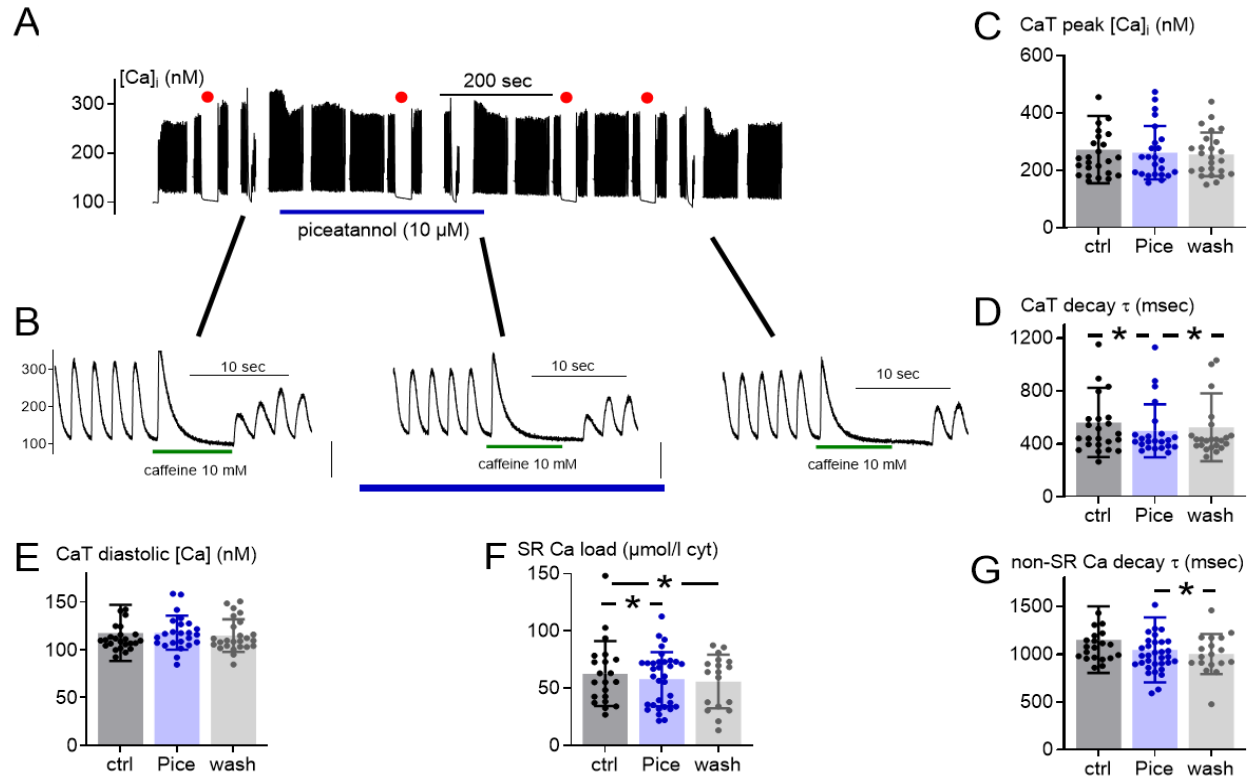 A
[Ca]i (nM)
200 sec
300
200
100
piceatannol (10 µM)
B
300
200
100
10 sec
10 sec
10 sec
caffeine 10 mM
caffeine 10 mM
caffeine 10 mM
C
CaT peak [Ca]i (nM)
600
400
200
0
ctrl Pice wash
D
CaT decay τ (msec)
1200
800
400
0
* *
ctrl Pice wash
E
CaT diastolic [Ca] (nM)
150
100
50
0
ctrl Pice wash
F
SR Ca load (µmol/l cyt)
150
100
50
0
*
*
ctrl Pice wash
G
non-SR Ca decay τ (msec)
1500
1000
500
0
*
ctrl Pice wash